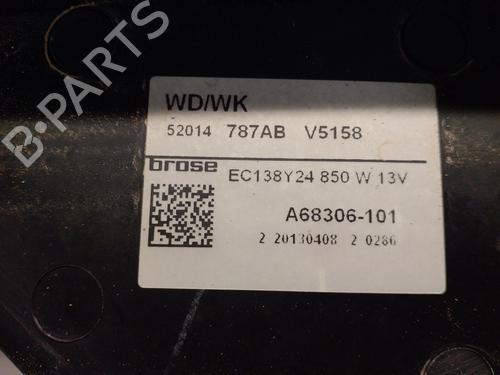 WD/WK
52014 787AB V5158
brose EC138Y24 850 W 13V
A68306-101
2 20130408 2 0286
B-PARTS